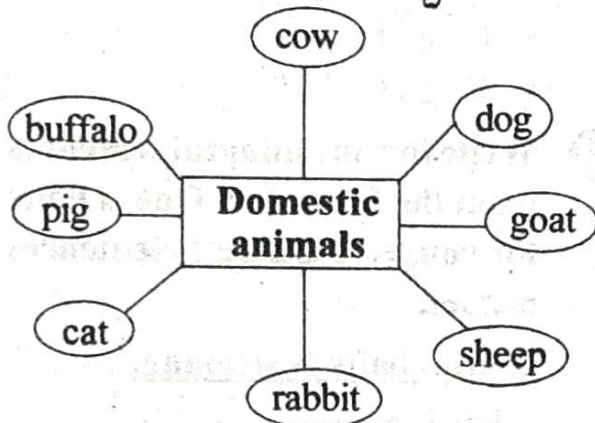 cow
buffalo
dog
pig
Domestic
animals
goat
cat
sheep
rabbit